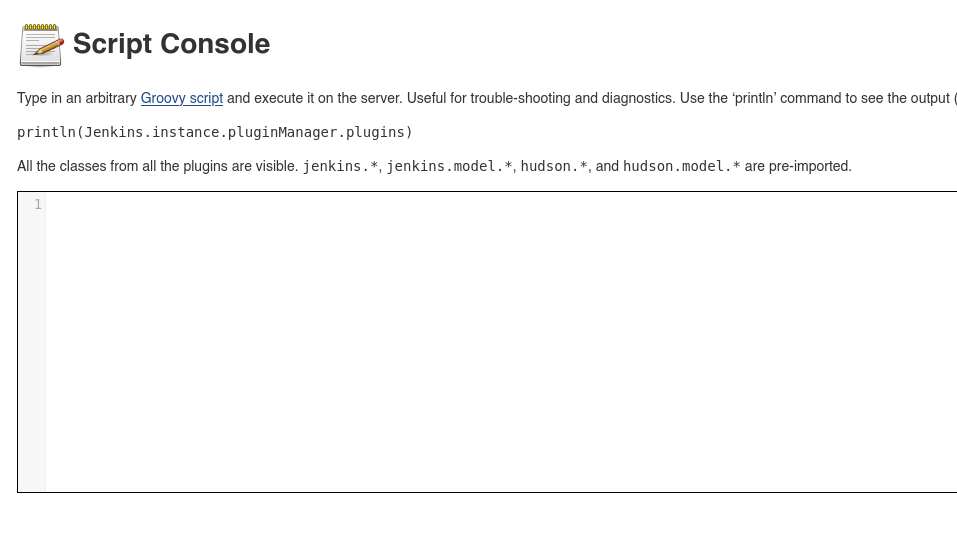 Script Console
Type in an arbitrary Groovy script and execute it on the server. Useful for trouble-shooting and diagnostics. Use the ‘println’ command to see the output (
println(Jenkins.instance.pluginManager.plugins)
All the classes from all the plugins are visible. jenkins.*, jenkins.model.*, hudson.*, and hudson.model.* are pre-imported.
1